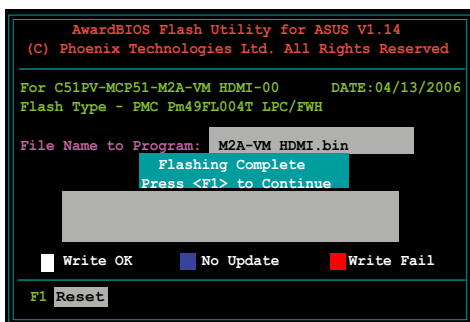 AwardBIOS Flash Utility for ASUS V1.14
(C) Phoenix Technologies Ltd. All Rights Reserved
For C51PV-MCP51-M2A-VM HDMI-00 DATE:04/13/2006
Flash Type - PMC Pm49FL004T LPC/FWH
File Name to Program: M2A-VM HDMI.bin
Flashing Complete
Press <F1> to Continue
Write OK No Update Write Fail
F1 Reset